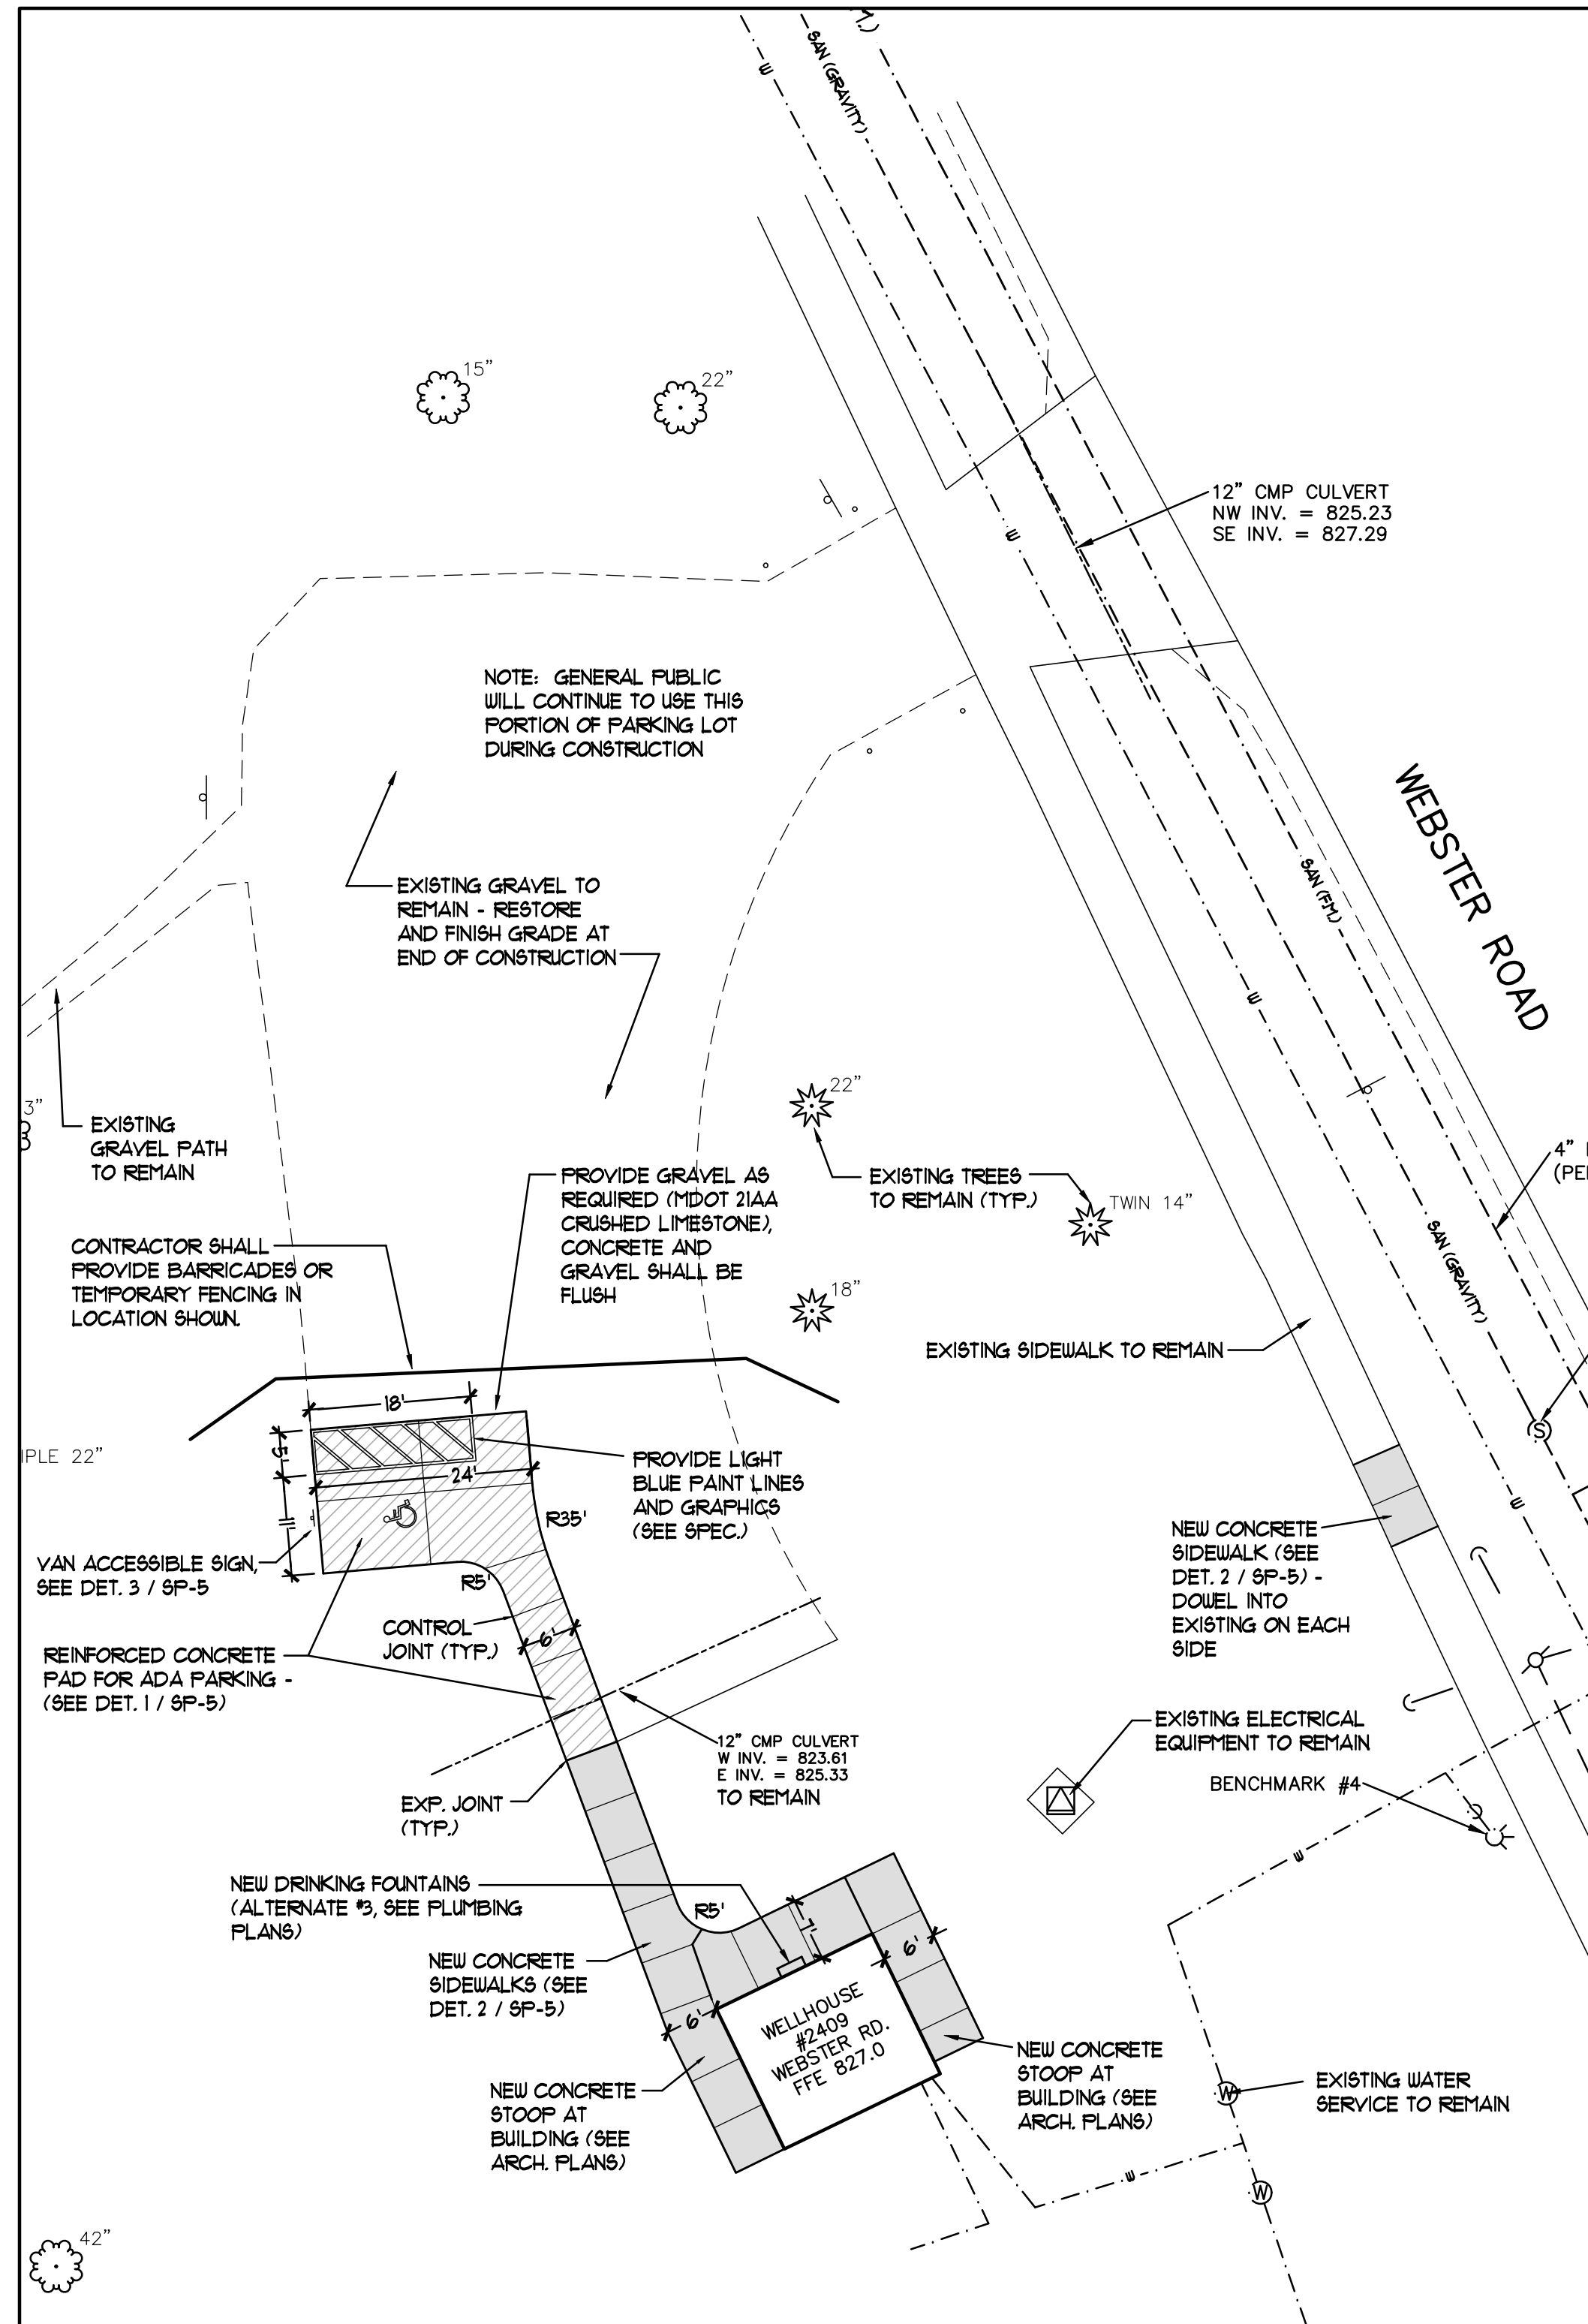 SAN (GRAVITY)
E
15”
22”
12” CMP CULVERT
NW INV. = 825.23
SE INV. = 827.29
E
NOTE: GENERAL PUBLIC
WILL CONTINUE TO USE THIS
PORTION OF PARKING LOT
DURING CONSTRUCTION
WEBSTER ROAD
EXISTING GRAVEL TO
REMAIN - RESTORE
AND FINISH GRADE AT
END OF CONSTRUCTION
SAN (F.M.)
E
3”
EXISTING
GRAVEL PATH
TO REMAIN
22”
PROVIDE GRAVEL AS
REQUIRED (MDOT 21AA
CRUSHED LIMESTONE),
CONCRETE AND
GRAVEL SHALL BE
FLUSH
EXISTING TREES
TO REMAIN (TYP.)
TWIN 14”
4”
CONTRACTOR SHALL
PROVIDE BARRICADES OR
TEMPORARY FENCING IN
LOCATION SHOWN.
18”
SAN (GRAVITY)
EXISTING SIDEWALK TO REMAIN
18'
5'
24'
11'
22”
PROVIDE LIGHT
BLUE PAINT LINES
AND GRAPHICS
(SEE SPEC.)
S
E
R35'
R5'
VAN ACCESSIBLE SIGN,
SEE DET. 3 / SP-5
NEW CONCRETE
SIDEWALK (SEE
DET. 2 / SP-5) -
DOWEL INTO
EXISTING ON EACH
SIDE
CONTROL
JOINT (TYP.)
6'
REINFORCED CONCRETE
PAD FOR ADA PARKING -
(SEE DET. 1 / SP-5)
12” CMP CULVERT
W INV. = 823.61
E INV. = 825.33
TO REMAIN
EXISTING ELECTRICAL
EQUIPMENT TO REMAIN
BENCHMARK #4
EXP. JOINT
(TYP.)
E
NEW DRINKING FOUNTAINS
(ALTERNATE #3, SEE PLUMBING
PLANS)
R5'
7'
6'
NEW CONCRETE
SIDEWALKS (SEE
DET. 2 / SP-5)
6'
WELLHOUSE
#2409
WEBSTER RD.
FFE 827.0
NEW CONCRETE
STOOP AT
BUILDING (SEE
ARCH. PLANS)
NEW CONCRETE
STOOP AT
BUILDING (SEE
ARCH. PLANS)
W
EXISTING WATER
SERVICE TO REMAIN
E
W
42”